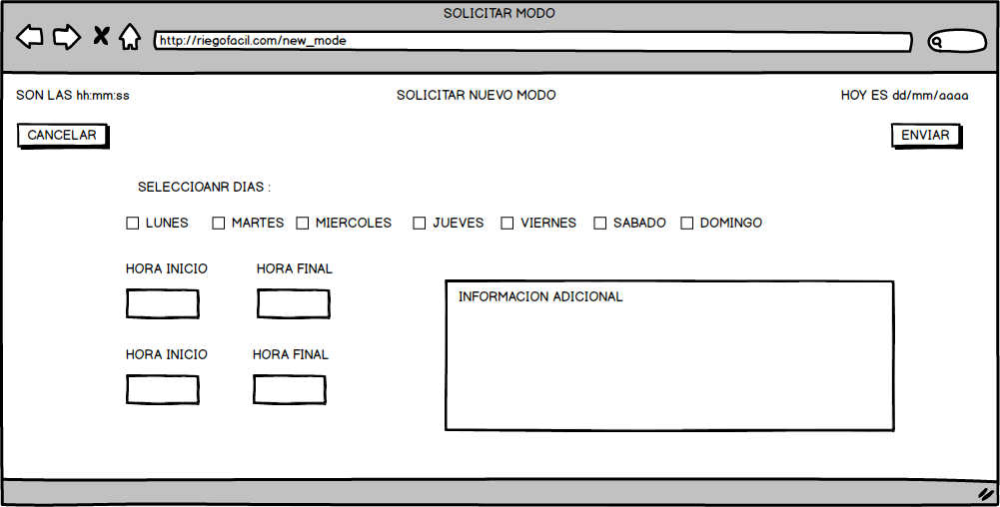 SOLICITAR MODO
http://riegofacil.com/new_mode
SON LAS hh:mm:ss
SOLICITAR NUEVO MODO
HOY ES dd/mm/aaaa
CANCELAR
ENVIAR
SELECCIOANR DIAS :
LUNES MARTES MIERCOLES JUEVES VIERNES SABADO DOMINGO
HORA INICIO HORA FINAL
INFORMACION ADICIONAL
HORA INICIO HORA FINAL